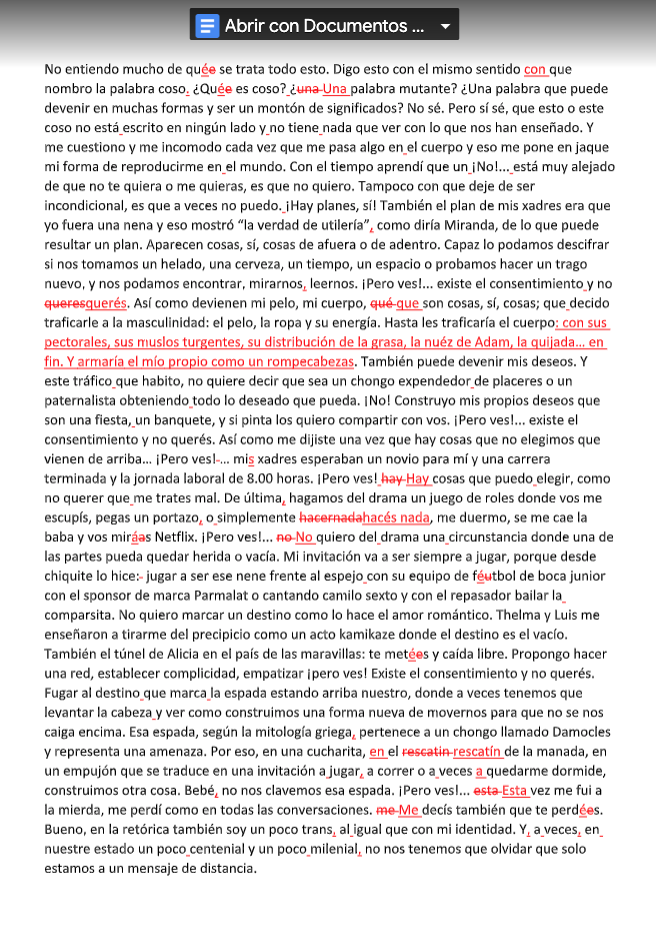 Abrir con Documentos ...
No entiendo mucho de quée se trata todo esto. Digo esto con el mismo sentido con que
nombro la palabra coso. ¿Quée es coso? ¿una Una palabra mutante? ¿Una palabra que puede
devenir en muchas formas y ser un montón de significados? No sé. Pero sí sé, que esto o este
coso no está escrito en ningún lado y no tiene nada que ver con lo que nos han enseñado. Y
me cuestiono y me incomodo cada vez que me pasa algo en el cuerpo y eso me pone en jaque
mi forma de reproducirme en el mundo. Con el tiempo aprendí que un ¡No!... está muy alejado
de que no te quiera o me quieras, es que no quiero. Tampoco con que deje de ser
incondicional, es que a veces no puedo. ¡Hay planes, sí! También el plan de mis xadres era que
yo fuera una nena y eso mostró “la verdad de utilería”, como diría Miranda, de lo que puede
resultar un plan. Aparecen cosas, sí, cosas de afuera o de adentro. Capaz lo podamos descifrar
si nos tomamos un helado, una cerveza, un tiempo, un espacio o probamos hacer un trago
nuevo, y nos podamos encontrar, mirarnos, leernos. ¡Pero ves!... existe el consentimiento y no
queresquerés. Así como devienen mi pelo, mi cuerpo, qué que son cosas, sí, cosas; que decido
traficarle a la masculinidad: el pelo, la ropa y su energía. Hasta les traficaría el cuerpo: con sus
pectorales, sus muslos turgentes, su distribución de la grasa, la nuéz de Adam, la quijada... en
fin. Y armaría el mío propio como un rompecabezas. También puede devenir mis deseos. Y
este tráfico que habito, no quiere decir que sea un chongo expendedor de placeres o un
paternalista obteniendo todo lo deseado que pueda. ¡No! Construyo mis propios deseos que
son una fiesta, un banquete, y si pinta los quiero compartir con vos. ¡Pero ves!... existe el
consentimiento y no querés. Así como me dijiste una vez que hay cosas que no elegimos que
vienen de arriba... ¡Pero ves! ... mis xadres esperaban un novio para mí y una carrera
terminada y la jornada laboral de 8.00 horas. ¡Pero ves! hay Hay cosas que puedo elegir, como
no querer que me trates mal. De última, hagamos del drama un juego de roles donde vos me
escupís, pegas un portazo, o simplemente hacernadahacés nada, me duermo, se me cae la
baba y vos miráas Netflix. ¡Pero ves!... no No quiero del drama una circunstancia donde una de
las partes pueda quedar herida o vacía. Mi invitación va a ser siempre a jugar, porque desde
chiquite lo hice:- jugar a ser ese nene frente al espejo con su equipo de féutbol de boca junior
con el sponsor de marca Parmalat o cantando camilo sexto y con el repasador bailar la
comparsita. No quiero marcar un destino como lo hace el amor romántico. Thelma y Luis me
enseñaron a tirarme del precipicio como un acto kamikaze donde el destino es el vacío.
También el túnel de Alicia en el país de las maravillas: te metées y caída libre. Propongo hacer
una red, establecer complicidad, empatizar ¡pero ves! Existe el consentimiento y no querés.
Fugar al destino que marca la espada estando arriba nuestro, donde a veces tenemos que
levantar la cabeza y ver como construimos una forma nueva de movernos para que no se nos
caiga encima. Esa espada, según la mitología griega, pertenece a un chongo llamado Damocles
y representa una amenaza. Por eso, en una cucharita, en el rescatin rescatín de la manada, en
un empujón que se traduce en una invitación a jugar, a correr o a veces a quedarme dormide,
construimos otra cosa. Bebé, no nos clavemos esa espada. ¡Pero ves!... esta Esta vez me fui a
la mierda, me perdí como en todas las conversaciones. me Me decís también que te perdées.
Bueno, en la retórica también soy un poco trans, al igual que con mi identidad. Y, a veces, en
nuestre estado un poco centenial y un poco milenial, no nos tenemos que olvidar que solo
estamos a un mensaje de distancia.